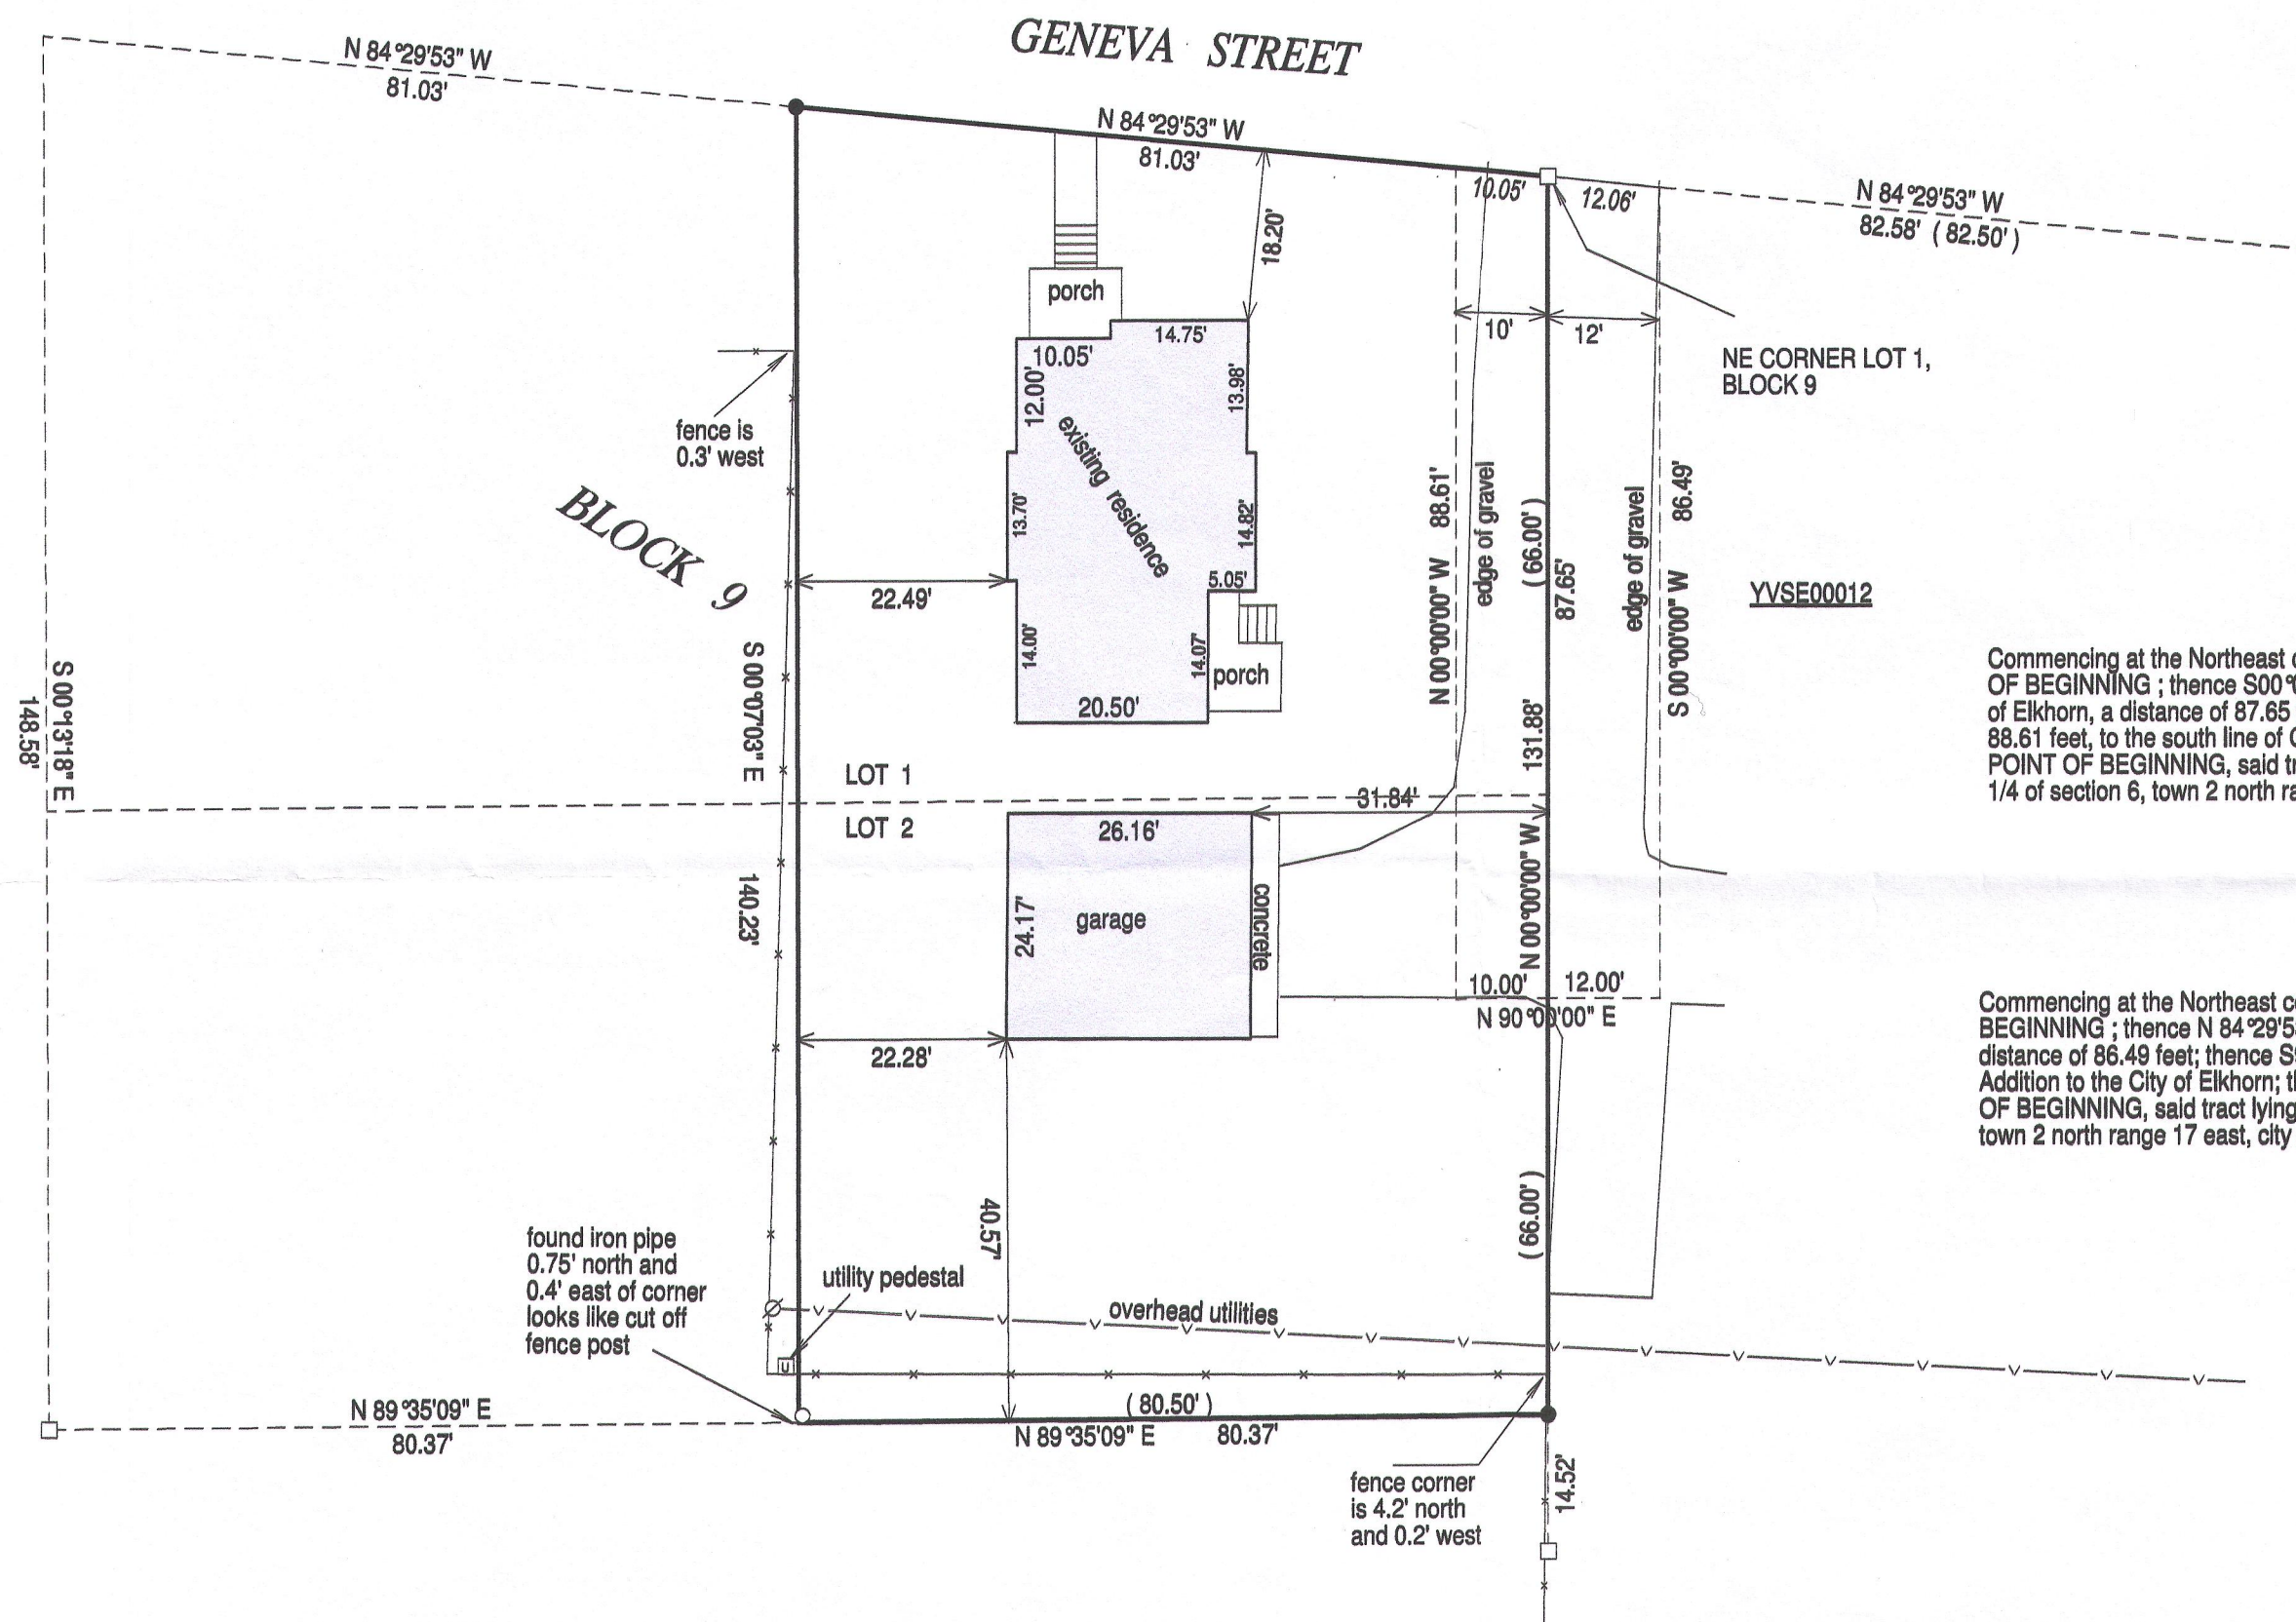 GENEVA STREET
N 84°29'53" W
81.03'
N 84°29'53" W
81.03'
10.05'
12.06'
N 84°29'53" W
82.58' ( 82.50' )
18.20'
porch
14.75'
10.05'
12.00'
13.98'
existing residence
10'
12'
NE CORNER LOT 1,
BLOCK 9
fence is
0.3' west
BLOCK 9
13.70'
14.82'
5.05'
22.49'
14.00'
14.07'
porch
20.50'
N 00°00'00" W 88.61'
edge of gravel
( 66.00' )
87.65'
131.88'
edge of gravel
S 00°00'00" W 86.49'
YVSE00012
S 00°13'18" E
148.58'
S 00°07'03" E
140.23'
LOT 1
LOT 2
31.84'
26.16'
24.17'
garage
concrete
N 00°00'00" W
10.00'
12.00'
N 90°00'00" E
22.28'
40.57'
( 66.00' )
Commencing at the Northeast c
OF BEGINNING ; thence S00°
of Elkhorn, a distance of 87.65
88.61 feet, to the south line of
POINT OF BEGINNING, said tr
1/4 of section 6, town 2 north ra
Commencing at the Northeast c
BEGINNING ; thence N 84°29'5
distance of 86.49 feet; thence S
Addition to the City of Elkhorn; t
OF BEGINNING, said tract lying
town 2 north range 17 east, city
found iron pipe
0.75' north and
0.4' east of corner
looks like cut off
fence post
utility pedestal
U
overhead utilities
( 80.50' )
N 89°35'09" E 80.37'
N 89°35'09" E
80.37'
fence corner
is 4.2' north
and 0.2' west
14.52'